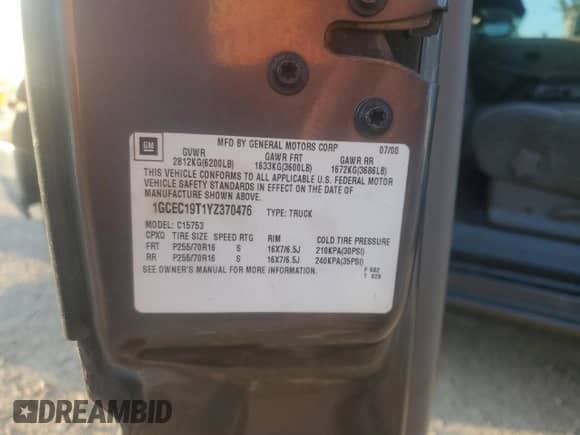 GM
MFD BY GENERAL MOTORS CORP 07/00
GVWR GAWR FRT GAWR RR
2812KG(6200LB) 1633KG(3600LB) 1672KG(3686LB)
THIS VEHICLE CONFORMS TO ALL APPLICABLE U.S. FEDERAL MOTOR
VEHICLE SAFETY STANDARDS IN EFFECT ON THE DATE OF
MANUFACTURE SHOWN ABOVE.
1GCEC19T1YZ370476 TYPE: TRUCK
MODEL: C15753
CPXQ TIRE SIZE SPEED RTG RIM COLD TIRE PRESSURE
FRT P255/70R16 S 16X7/6.5J 210KPA(30PSI)
RR P255/70R16 S 16X7/6.5J 240KPA(35PSI)
SEE OWNER'S MANUAL FOR MORE INFORMATION.
DREAMBID